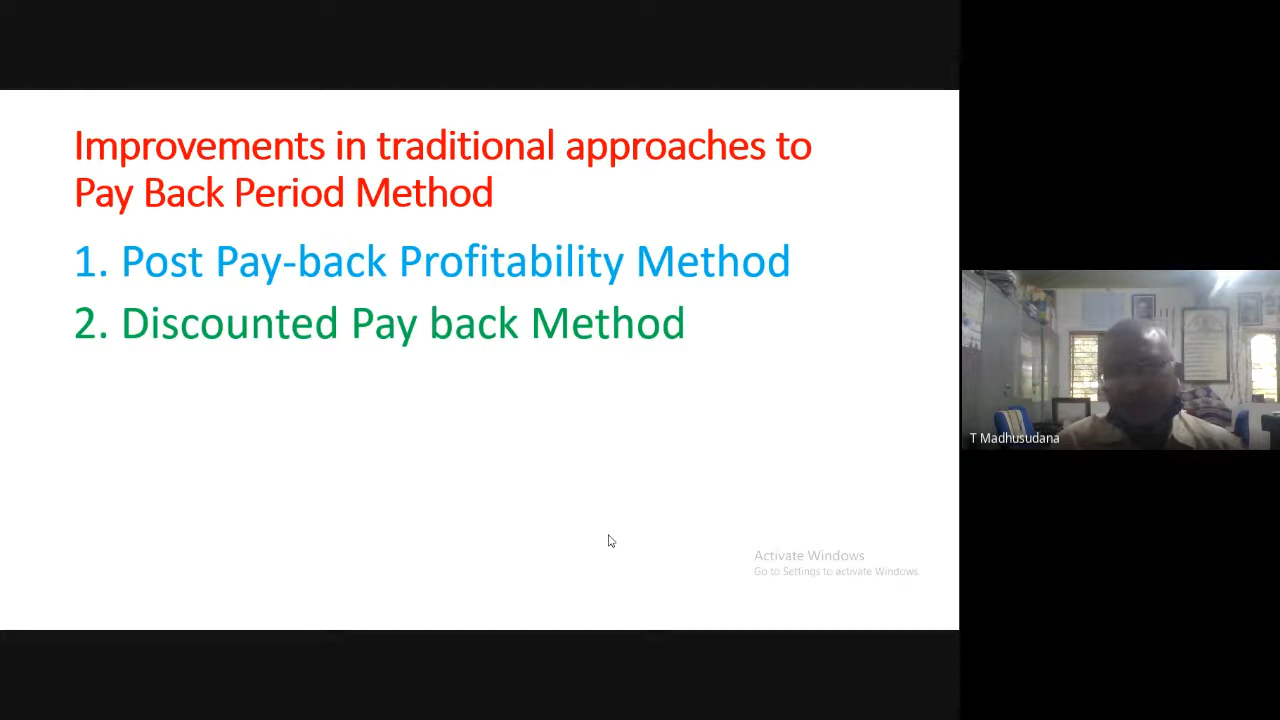 Improvements in traditional approaches to
Pay Back Period Method
1. Post Pay-back Profitability Method
2. Discounted Pay back Method
T Madhusudana
Activate Windows
Go to Settings to activate Windows.